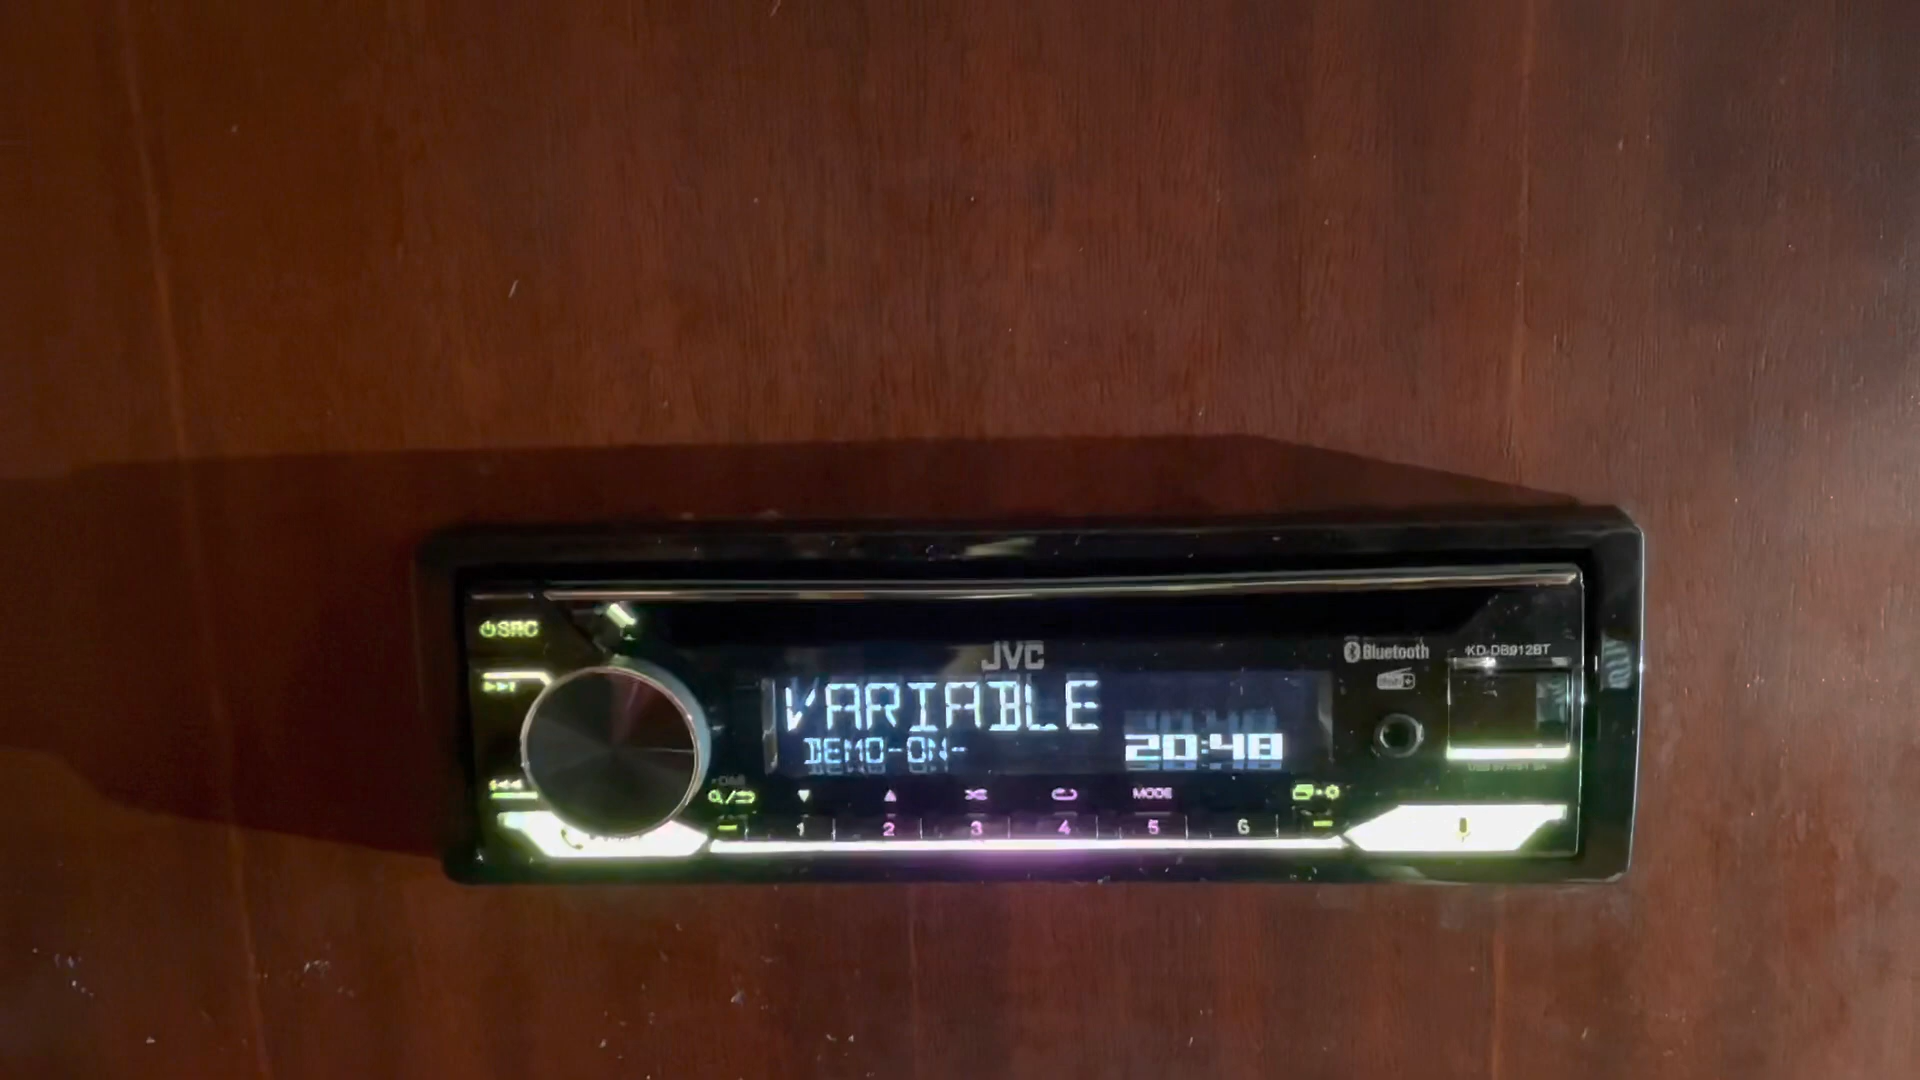 SRC
JVC
Bluetooth
KD-DB912BT
VARIABLE
DEMO-ON-
20:48
MODE
1 2 3 4 5 6